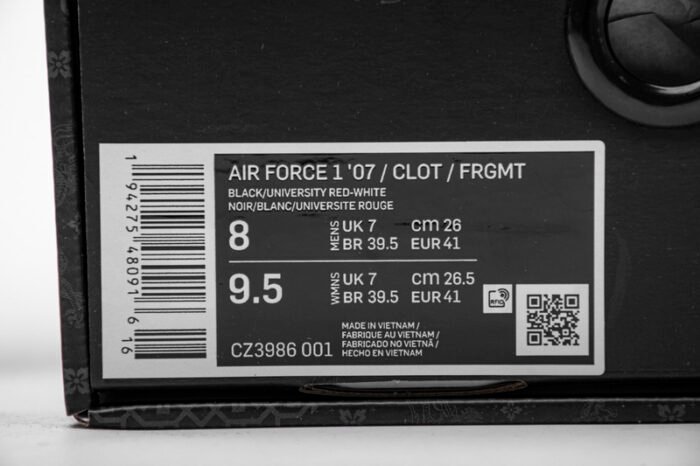 AIR FORCE 1 '07 / CLOT / FRGMT
BLACK/UNIVERSITY RED-WHITE
NOIR/BLANC/UNIVERSITE ROUGE
8 MENS UK 7 cm 26
BR 39.5 EUR 41
9.5 WMNS UK 7 cm 26.5
BR 39.5 EUR 41
RFID
CZ3986 001
MADE IN VIETNAM /
FABRIQUE AU VIETNAM /
FABRICADO NO VIETNÃ /
HECHO EN VIETNAM
1 94275 48091 6 16